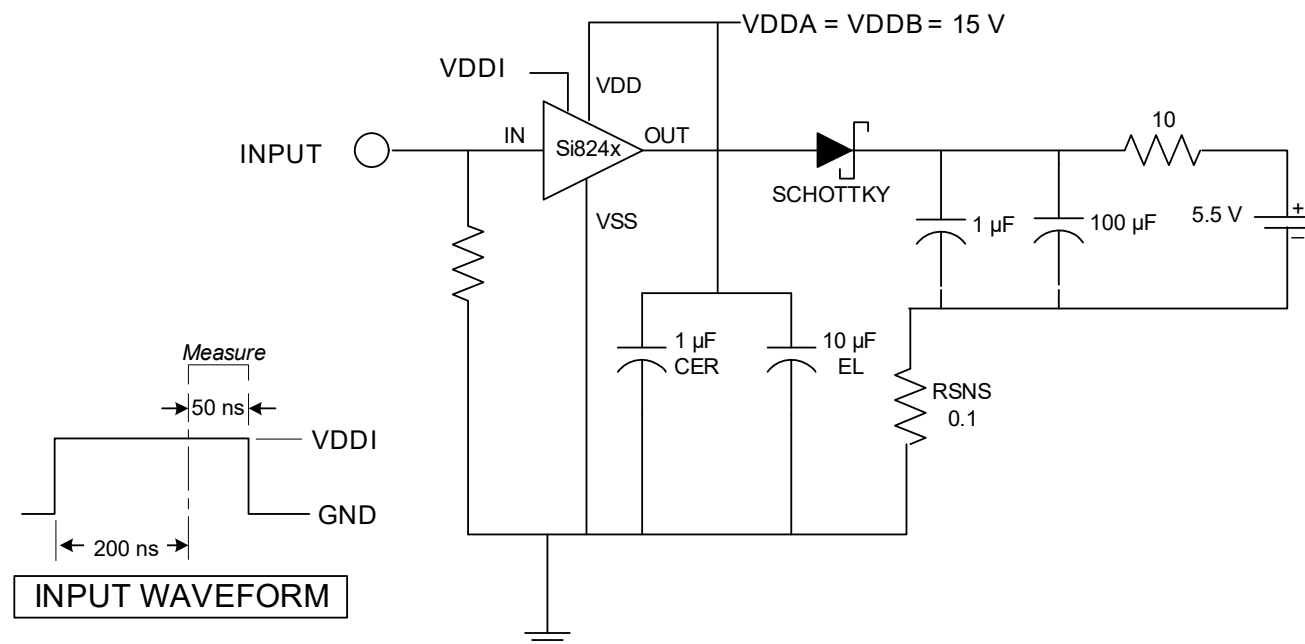 VDDA = VDDB = 15 V
VDDI
VDD
10
INPUT
IN
Si824x
OUT
SCHOTTKY
1 µF
100 µF
5.5 V
+
–
VSS
1 µF
CER
10 µF
EL
RSNS
0.1
Measure
50 ns
VDDI
GND
200 ns
INPUT WAVEFORM